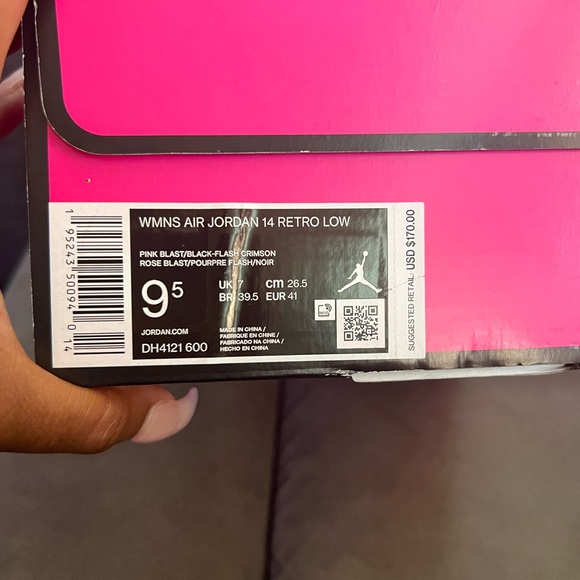 WMNS AIR JORDAN 14 RETRO LOW
PINK BLAST/BLACK-FLASH CRIMSON
ROSE BLAST/POURPRE FLASH/NOIR
9⁵
UK 7 cm 26.5
BR 39.5 EUR 41
JORDAN.COM
DH4121 600
MADE IN CHINA /
FABRIQUE EN CHINE /
FABRICADO NA CHINA /
HECHO EN CHINA
SUGGESTED RETAIL: USD $170.00
1 95243 50094 0 14